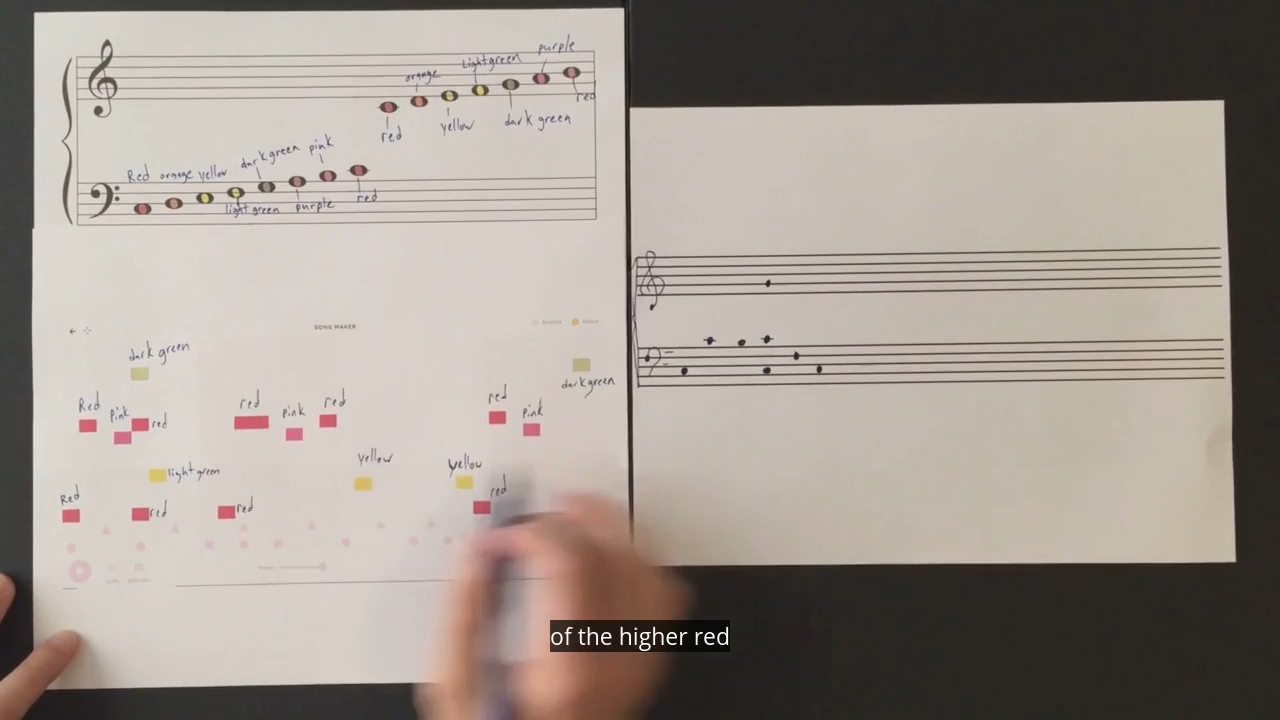 purple
Lightgreen
orange
red
dark green
yellow
red
pink
dark green
Red orange yellow
red
purple
light green
SONG MAKER
dark green
dark green
red
Red
red
red
pink
pink
pink
red
yellow
yellow
light green
red
Red
red
red
of the higher red